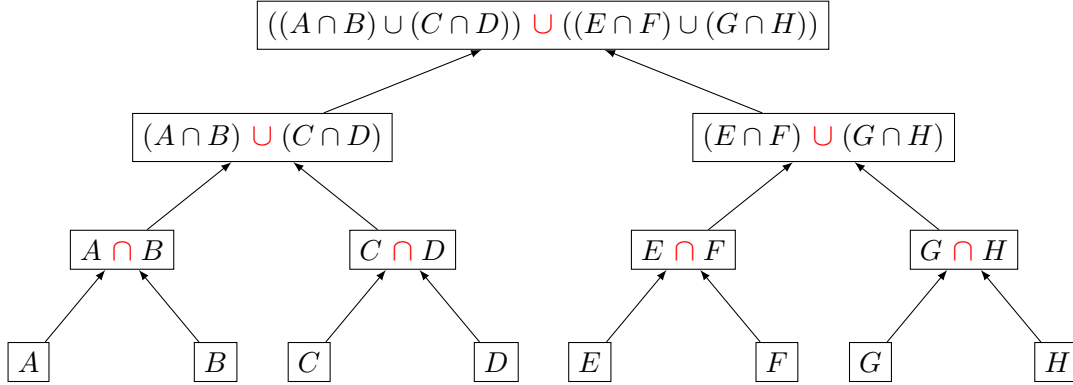 ((A ∩ B) ∪ (C ∩ D)) ∪ ((E ∩ F) ∪ (G ∩ H))
(A ∩ B) ∪ (C ∩ D)
(E ∩ F) ∪ (G ∩ H)
A ∩ B
C ∩ D
E ∩ F
G ∩ H
A
B
C
D
E
F
G
H